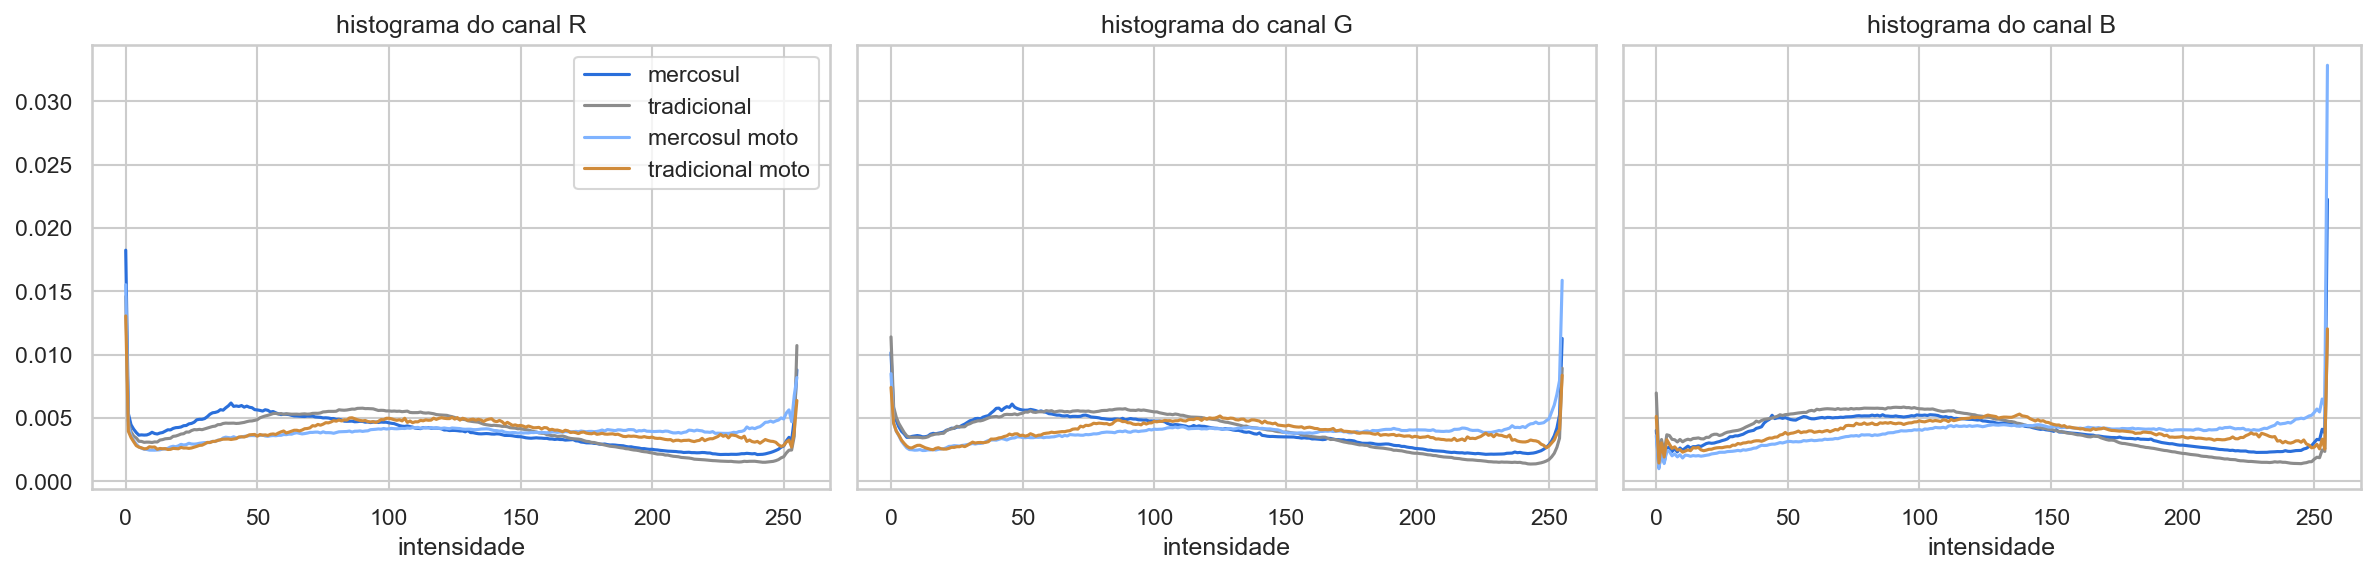 histograma do canal R
histograma do canal G
histograma do canal B
mercosul
tradicional
mercosul moto
tradicional moto
0.030
0.025
0.020
0.015
0.010
0.005
0.000
0 50 100 150 200 250
0 50 100 150 200 250
0 50 100 150 200 250
intensidade
intensidade
intensidade